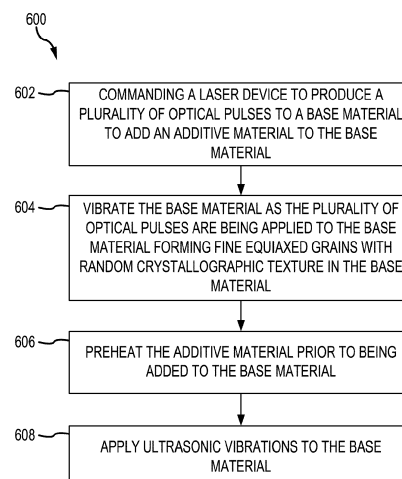 600
602
COMMANDING A LASER DEVICE TO PRODUCE A
PLURALITY OF OPTICAL PULSES TO A BASE MATERIAL
TO ADD AN ADDITIVE MATERIAL TO THE BASE
MATERIAL
604
VIBRATE THE BASE MATERIAL AS THE PLURALITY OF
OPTICAL PULSES ARE BEING APPLIED TO THE BASE
MATERIAL FORMING FINE EQUIAXED GRAINS WITH
RANDOM CRYSTALLOGRAPHIC TEXTURE IN THE BASE
MATERIAL
606
PREHEAT THE ADDITIVE MATERIAL PRIOR TO BEING
ADDED TO THE BASE MATERIAL
608
APPLY ULTRASONIC VIBRATIONS TO THE BASE
MATERIAL